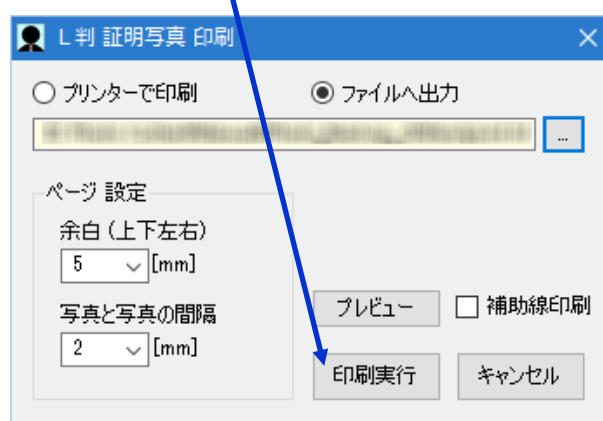 L判 証明写真 印刷
プリンターで印刷
ファイルへ出力
...
ページ 設定
余白(上下左右)
5 [mm]
写真と写真の間隔
2 [mm]
プレビュー
補助線印刷
印刷実行
キャンセル